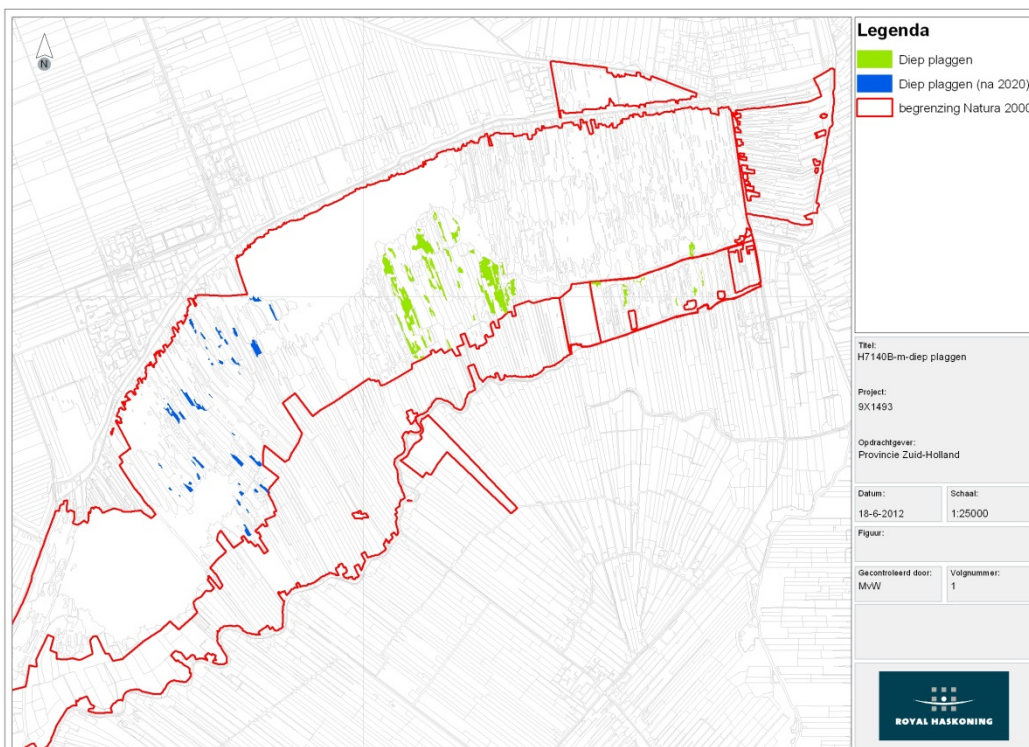 N
Legenda
Diep plaggen
Diep plaggen (na 2020)
begrenzing Natura 2000
Titel:
H7140B-m-diep plaggen
Project:
9X1493
Opdrachtgever:
Provincie Zuid-Holland
Datum:
18-6-2012
Schaal:
1:25000
Figuur:
Gecontroleerd door:
MvW
Volgnummer:
1
ROYAL HASKONING